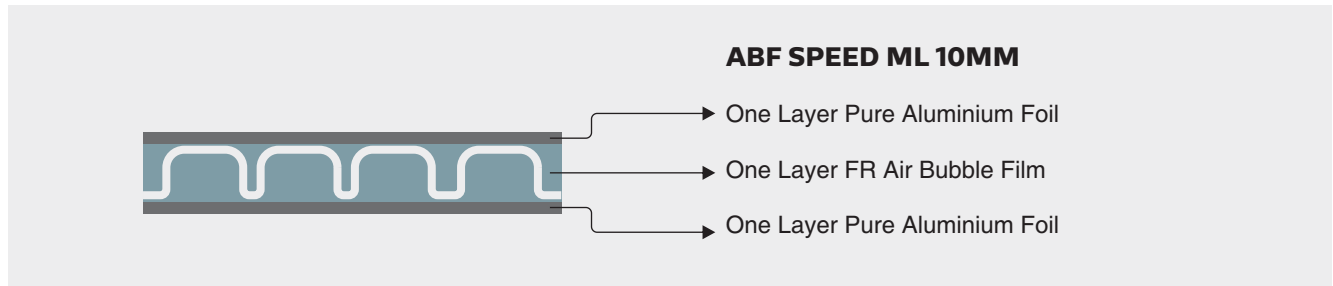 ABF SPEED ML 10MM
One Layer Pure Aluminium Foil
One Layer FR Air Bubble Film
One Layer Pure Aluminium Foil